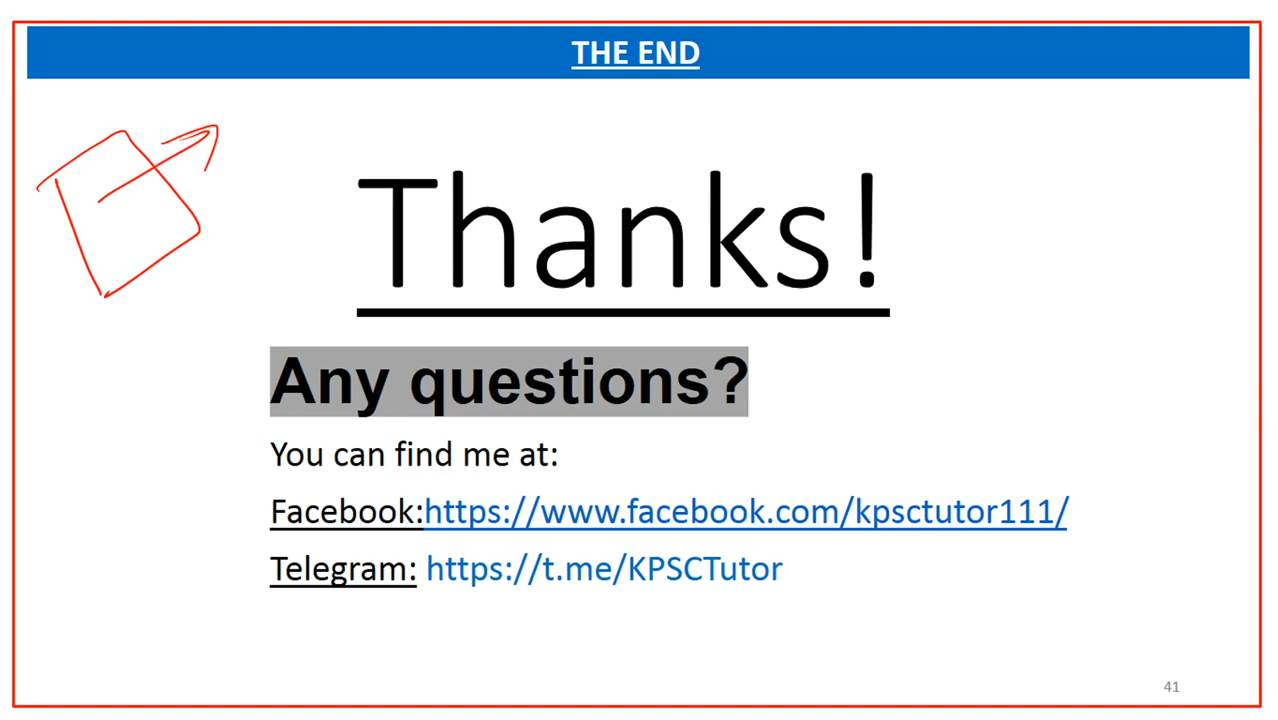 THE END
Thanks!
Any questions?
You can find me at:
Facebook:https://www.facebook.com/kpsctutor111/
Telegram: https://t.me/KPSCTutor
41